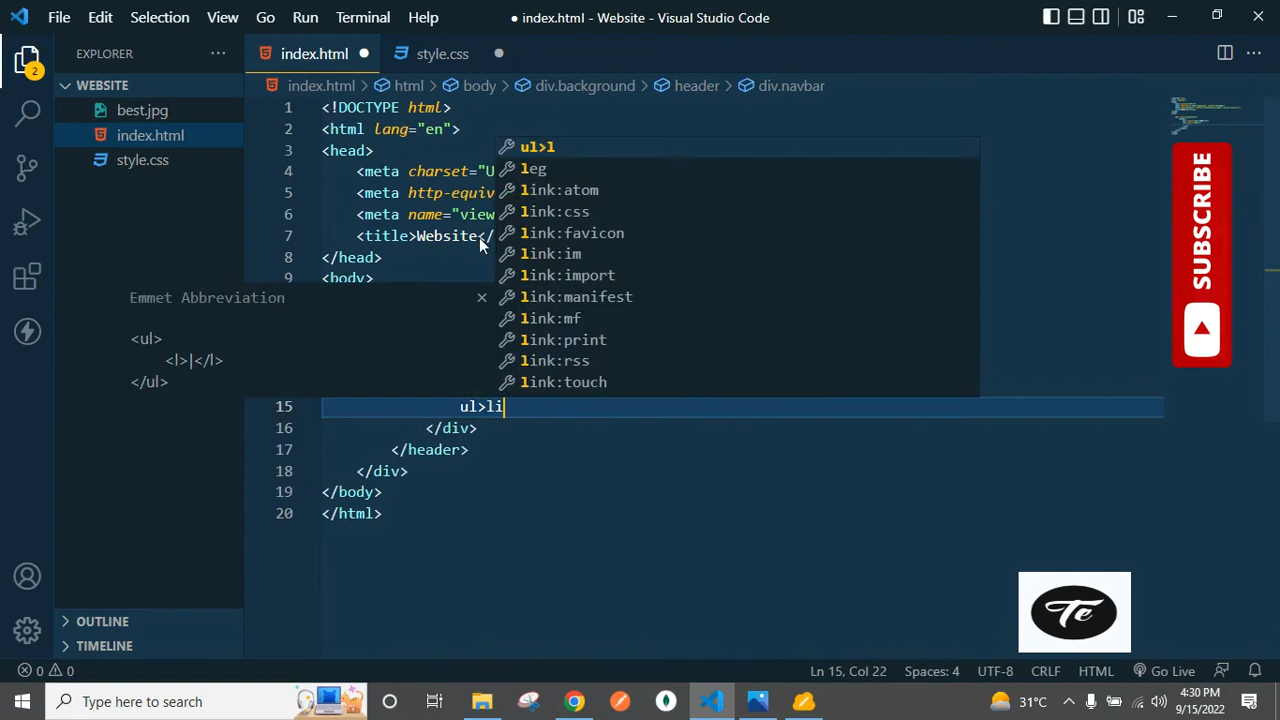 File Edit Selection View Go Run Terminal Help
● index.html - Website - Visual Studio Code
2
EXPLORER
WEBSITE
best.jpg
index.html
style.css
OUTLINE
TIMELINE
index.html style.css
index.html > html > body > div.background > header > div.navbar
1 <!DOCTYPE html>
2 <html lang="en">
3 <head>
4 <meta charset="U
5 <meta http-equiv
6 <meta name="view
7 <title>Website</
8 </head>
9 <body>
ul>l
leg
link:atom
link:css
link:favicon
link:im
link:import
link:manifest
link:mf
link:print
link:rss
link:touch
Emmet Abbreviation
<ul>
<l>|</l>
</ul>
15 ul>li
16 </div>
17 </header>
18 </div>
19 </body>
20 </html>
SUBSCRIBE
Te
0 0
Ln 15, Col 22 Spaces: 4 UTF-8 CRLF HTML Go Live
Type here to search
31°C
4:30 PM
9/15/2022